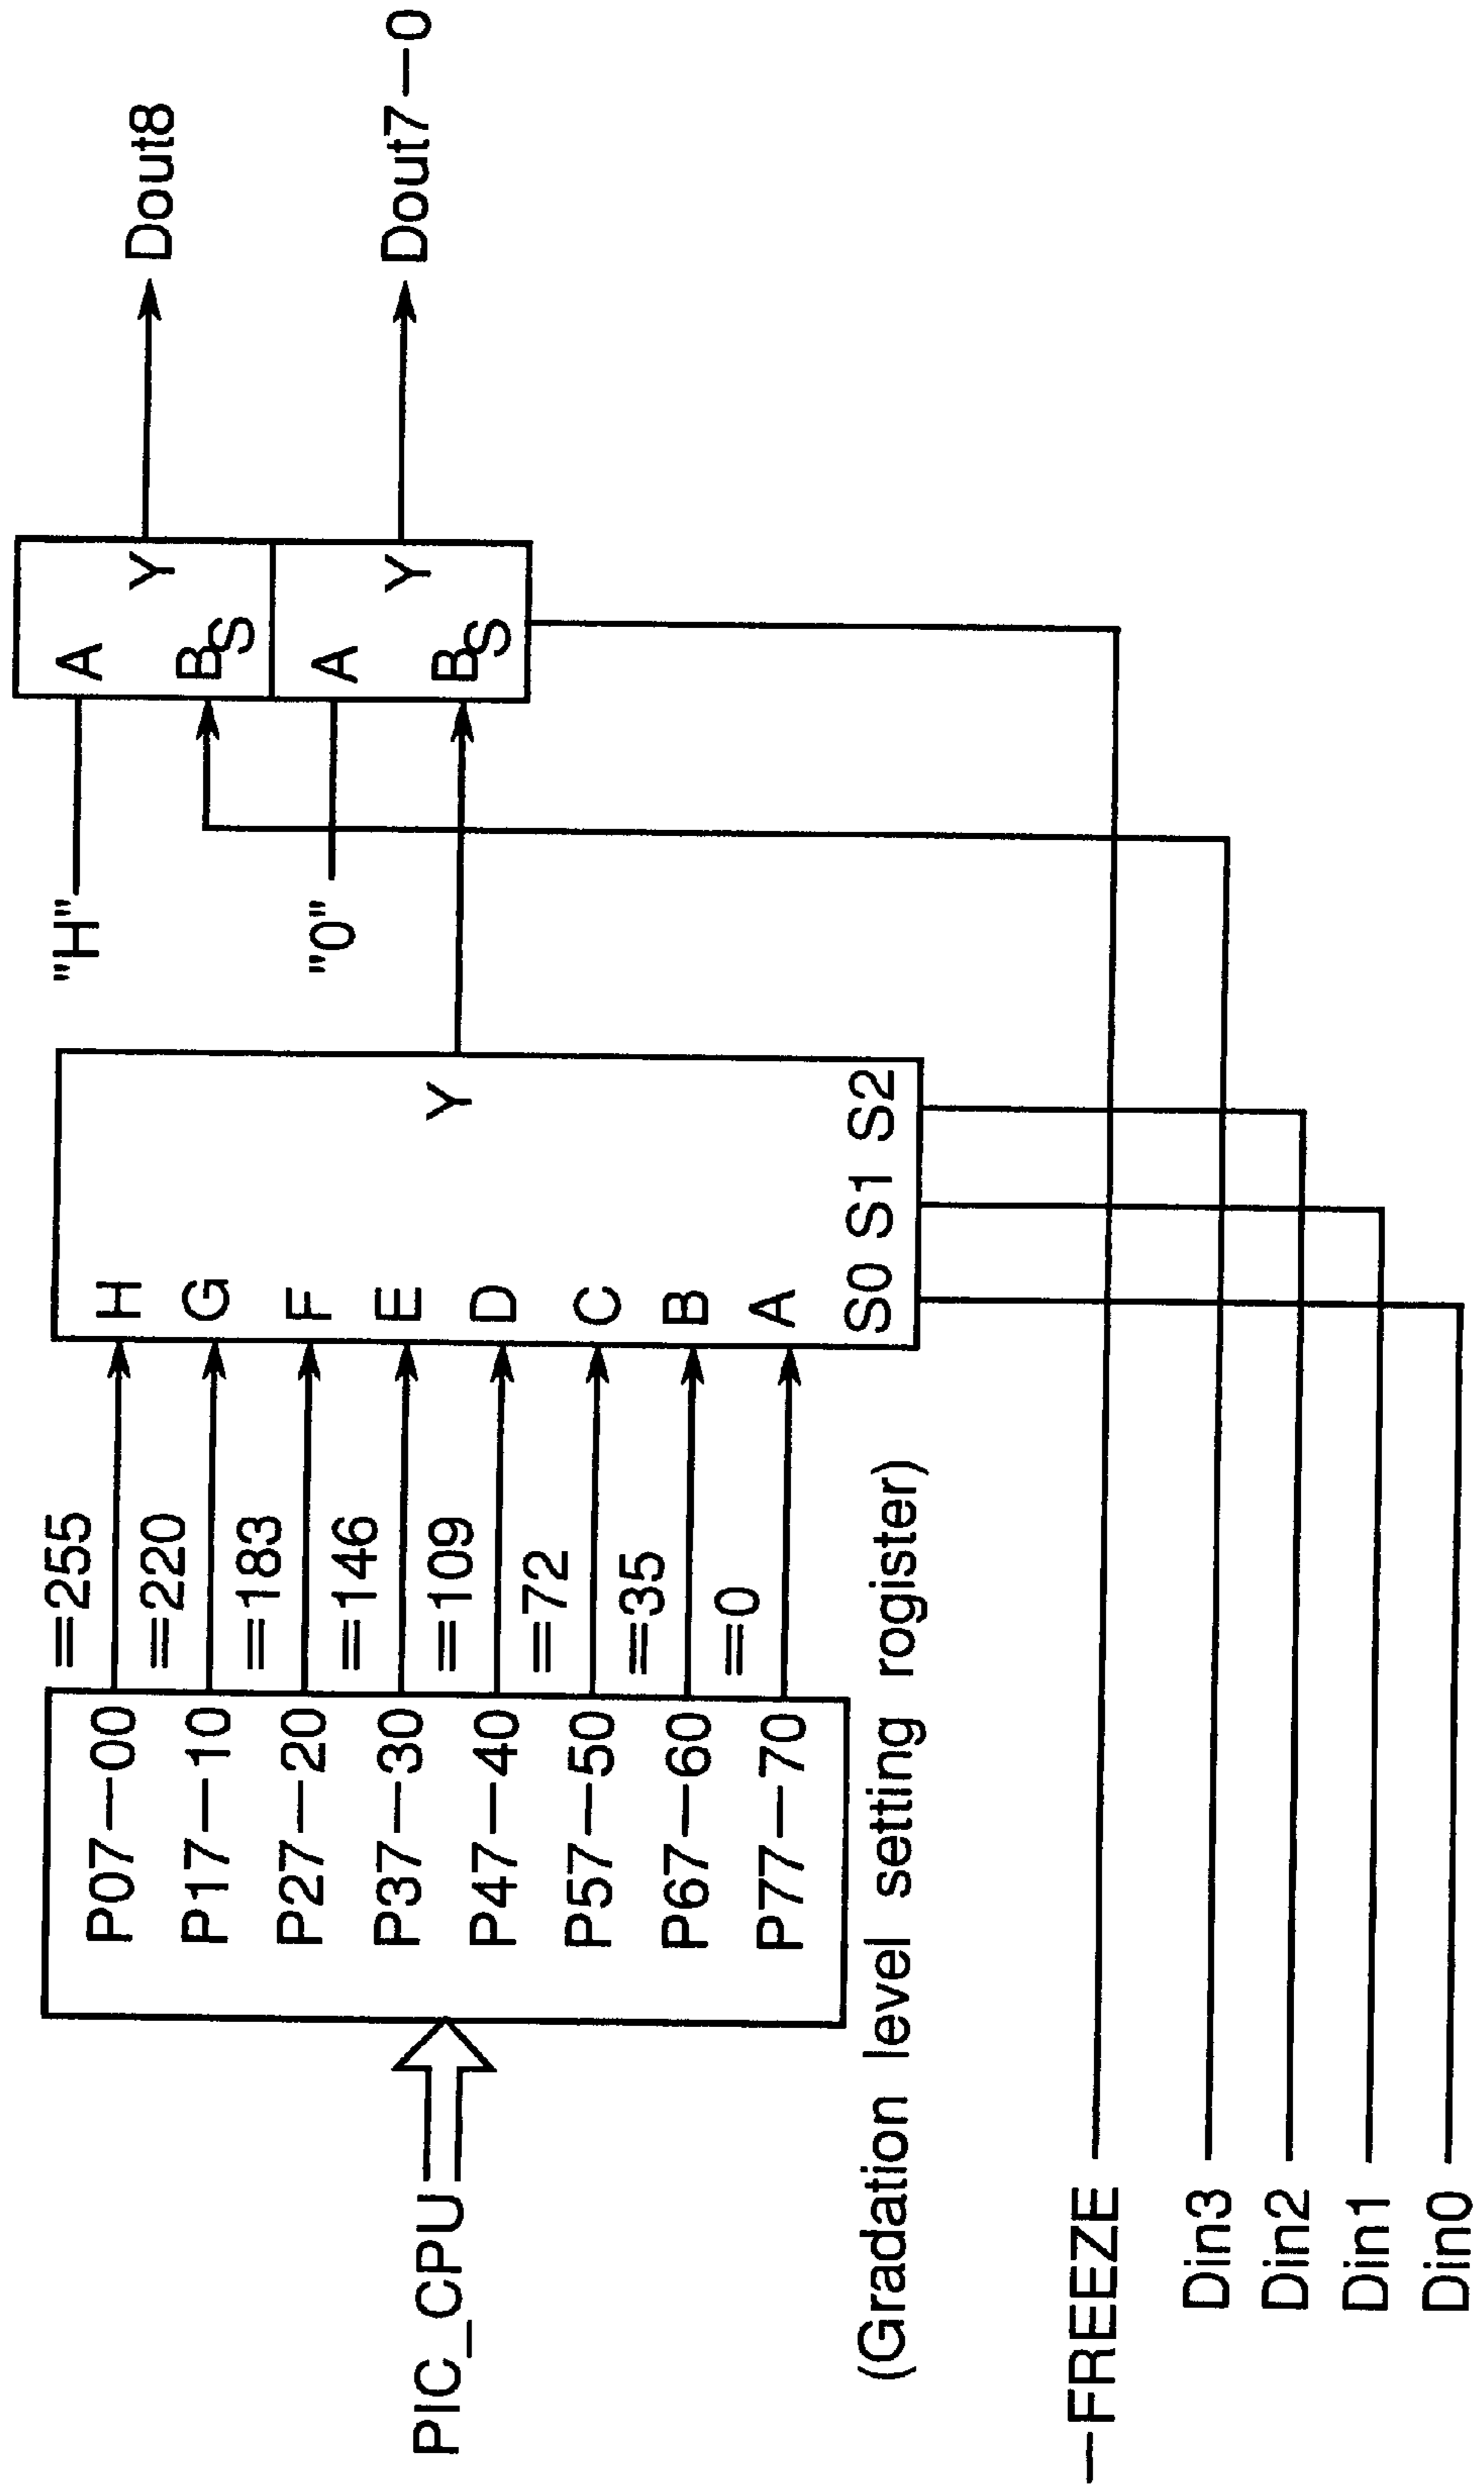 PIC_CPU
P07—00
P17—10
P27—20
P37—30
P47—40
P57—50
P67—60
P77—70
=255
=220
=183
=146
=109
=72
=35
=0
(Gradation level setting rogister)
H
G
F
E
D
C
B
A
Y
S0 S1 S2
"H"
"0"
A
Y
B
S
A
Y
B
S
Dout8
Dout7—0
—FREEZE
Din3
Din2
Din1
Din0